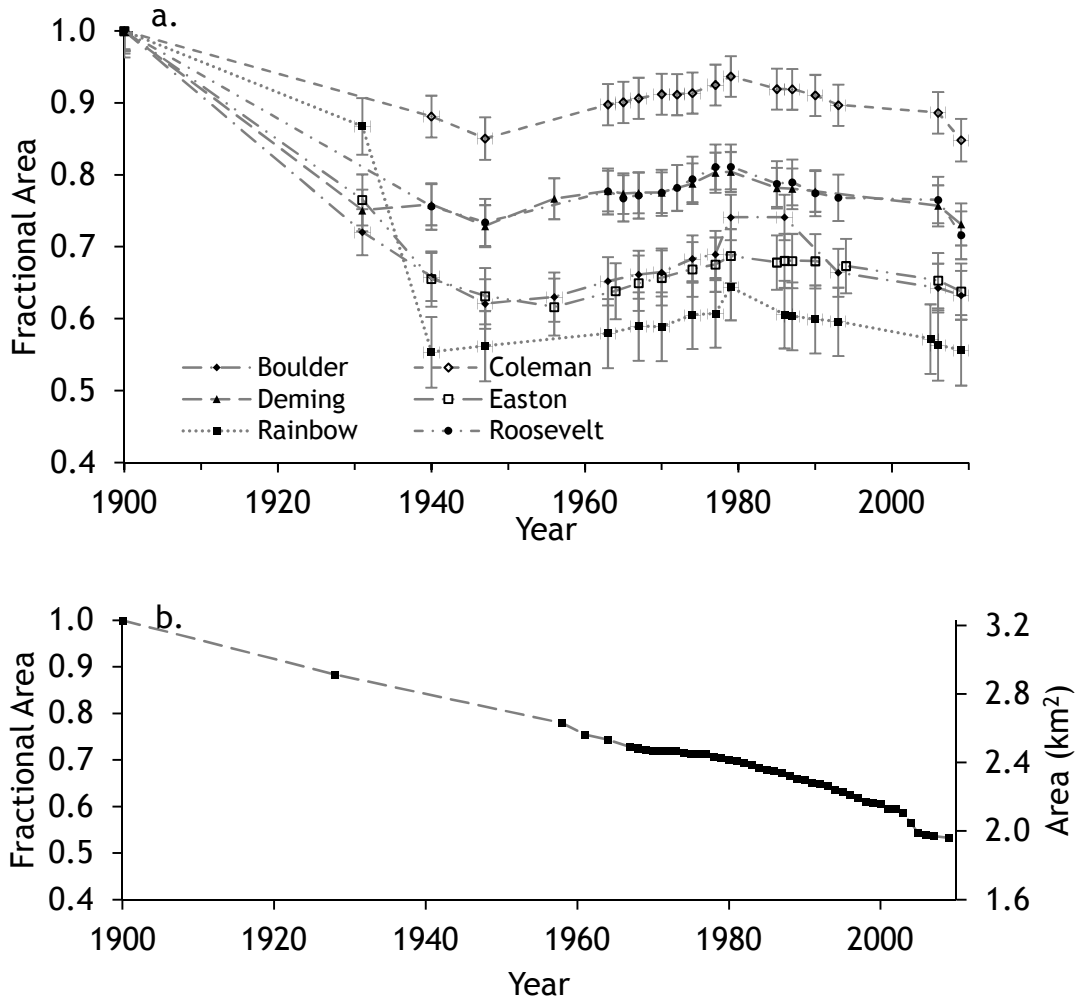 a.
1.0
0.9
0.8
0.7
0.6
0.5
0.4
Fractional Area
Boulder Coleman
Deming Easton
Rainbow Roosevelt
1900 1920 1940 1960 1980 2000
Year
b.
1.0
0.9
0.8
0.7
0.6
0.5
0.4
Fractional Area
3.2
2.8
2.4
2.0
1.6
Area (km²)
1900 1920 1940 1960 1980 2000
Year